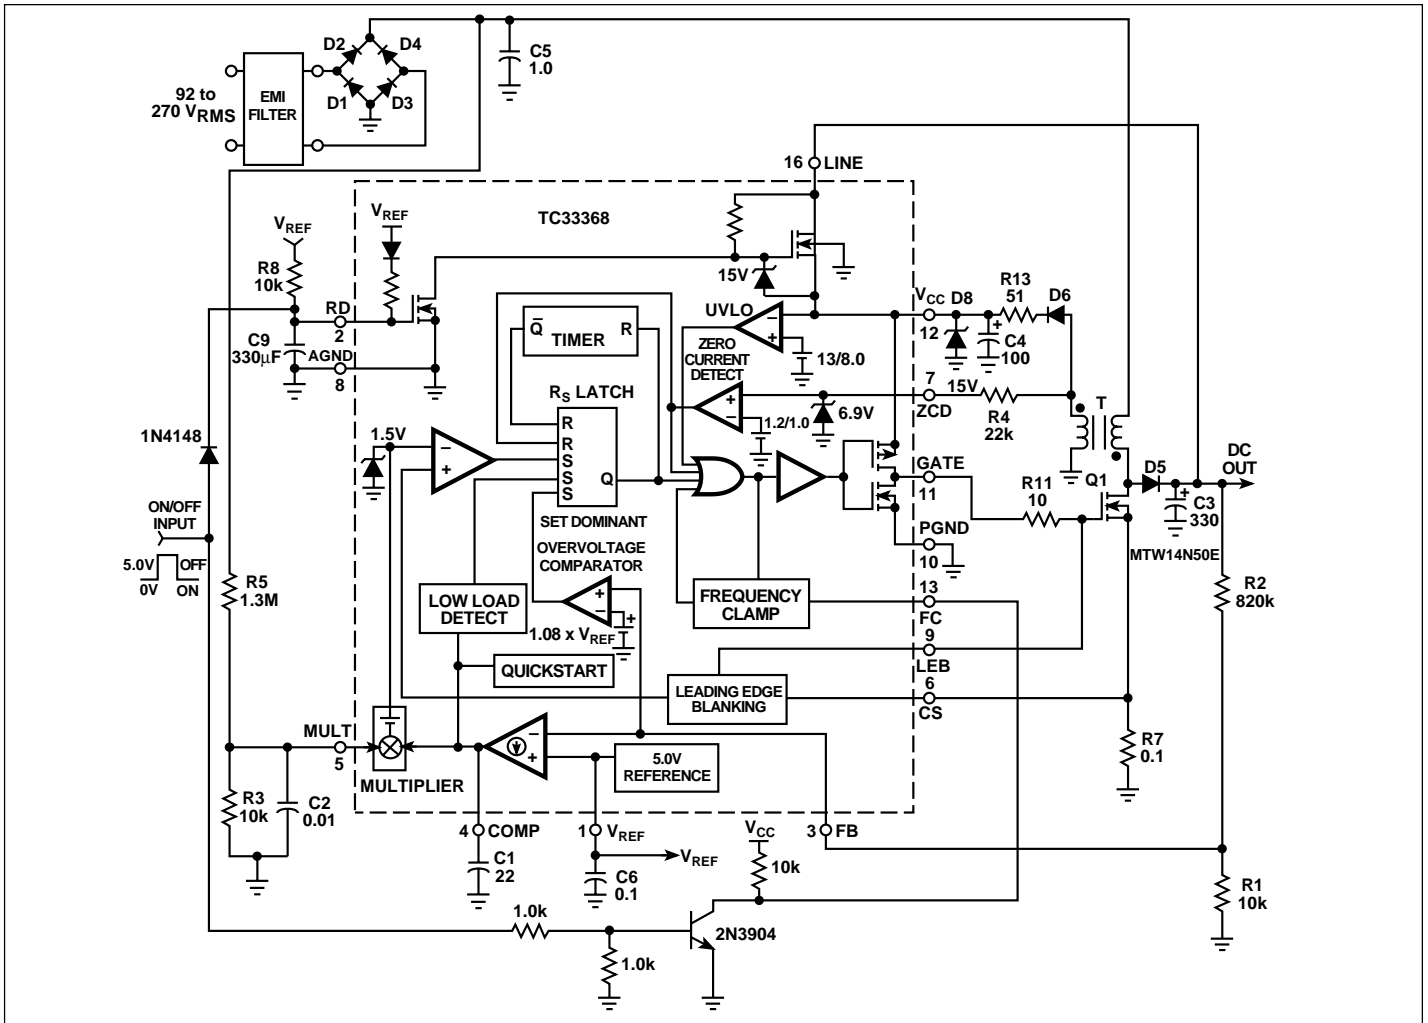 D2
D4
D1
D3
92 to
270 VRMS
EMI
FILTER
C5
1.0
16
LINE
TC33368
VREF
R8
10k
VREF
RD
2
C9
330µF
AGND
8
15V
UVLO
VCC
12
D8
R13
51
D6
C4
100
+
13/8.0
Q̅
TIMER
R
ZERO
CURRENT
DETECT
7
15V
ZCD
R4
22k
T
6.9V
1.2/1.0
RS LATCH
R
R
S
S
S
Q
SET DOMINANT
1N4148
1.5V
−
+
GATE
11
R11
10
Q1
D5
DC
OUT
+
C3
330
MTW14N50E
PGND
10
ON/OFF
INPUT
5.0V
0V
OFF
ON
R5
1.3M
OVERVOLTAGE
COMPARATOR
LOW LOAD
DETECT
+
−
+
1.08 x VREF
FREQUENCY
CLAMP
13
FC
9
LEB
6
CS
R2
820k
QUICKSTART
LEADING EDGE
BLANKING
MULT
5
MULTIPLIER
−
+
5.0V
REFERENCE
R7
0.1
R3
10k
C2
0.01
4
COMP
1
VREF
3
FB
C1
22
VREF
C6
0.1
VCC
10k
R1
10k
1.0k
2N3904
1.0k